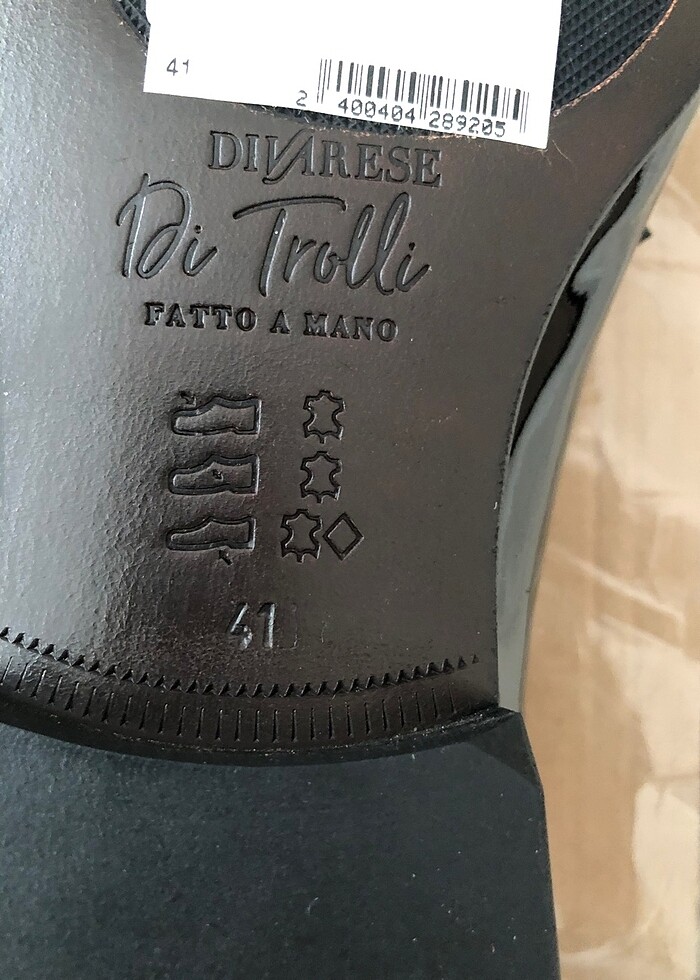 41
2 400404 289205
DIVARESE
Di Trolli
FATTO A MANO
41